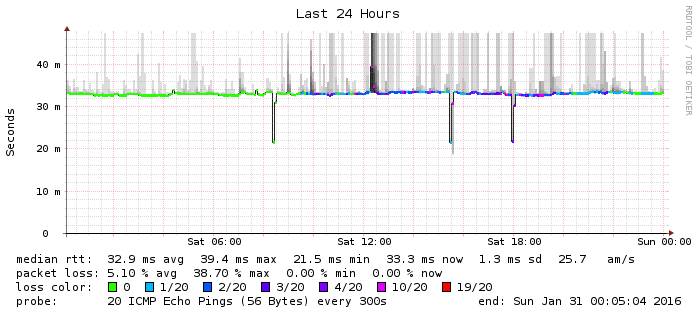 Last 24 Hours
RRDTOOL / TOBI OETIKER
Seconds
40 m
30 m
20 m
10 m
0
Sat 06:00 Sat 12:00 Sat 18:00 Sun 00:00
median rtt: 32.9 ms avg 39.4 ms max 21.5 ms min 33.3 ms now 1.3 ms sd 25.7 am/s
packet loss: 5.10 % avg 38.70 % max 0.00 % min 0.00 % now
loss color: 0 1/20 2/20 3/20 4/20 10/20 19/20
probe: 20 ICMP Echo Pings (56 Bytes) every 300s end: Sun Jan 31 00:05:04 2016